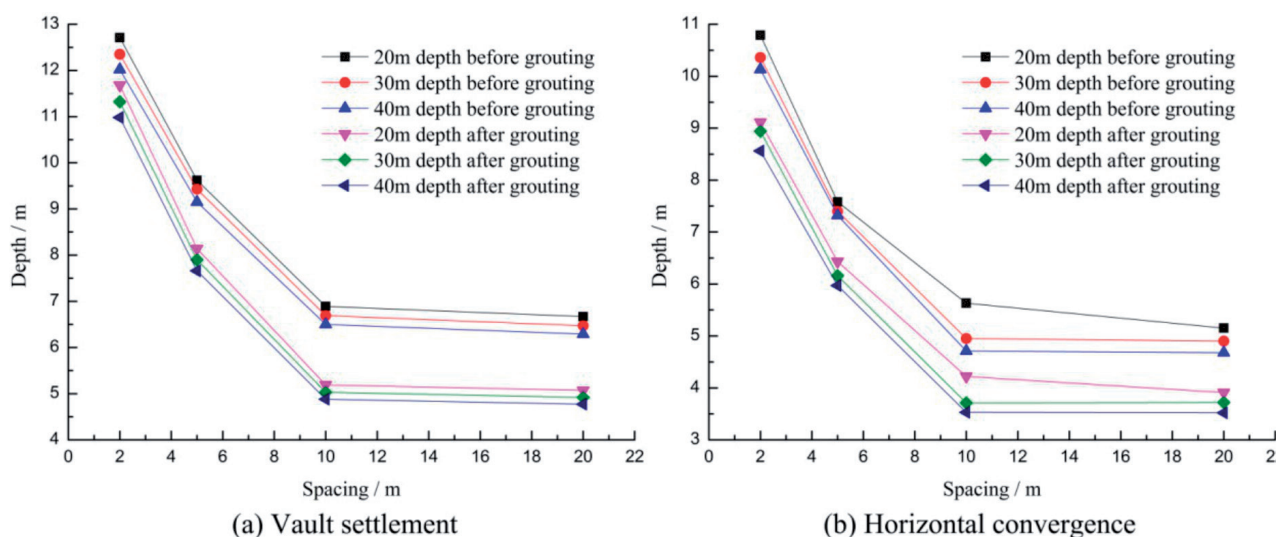 13
12
11
10
9
8
7
6
5
4
Depth / m
20m depth before grouting
30m depth before grouting
40m depth before grouting
20m depth after grouting
30m depth after grouting
40m depth after grouting
0 2 4 6 8 10 12 14 16 18 20 22
Spacing / m
(a) Vault settlement
11
10
9
8
7
6
5
4
3
Depth / m
20m depth before grouting
30m depth before grouting
40m depth before grouting
20m depth after grouting
30m depth after grouting
40m depth after grouting
0 2 4 6 8 10 12 14 16 18 20
Spacing / m
(b) Horizontal convergence